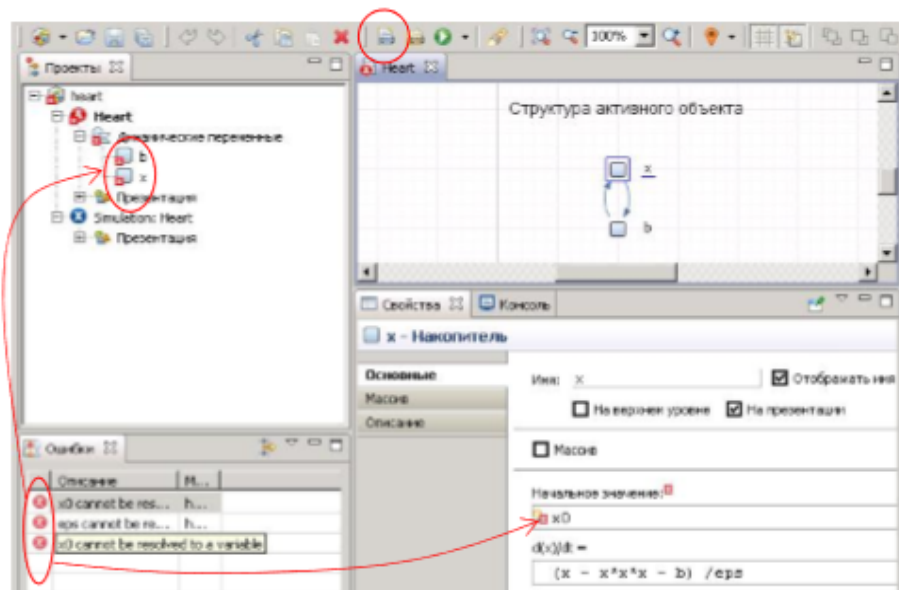 100%
Проекты
Heart
heart
Heart
Динамические переменные
b
x
Презентация
Simulation: Heart
Презентация
Структура активного объекта
x
b
Свойства
Консоль
x - Накопитель
Основные
Массив
Описание
Имя: x
Отображать имя
На верхнем уровне
На презентации
Массив
Начальное значение:
x0
d(x)/dt =
(x - x*x*x - b) /eps
Ошибки
Описание
М...
x0 cannot be res...
h...
eps cannot be re...
h...
x0 cannot be resolved to a variable